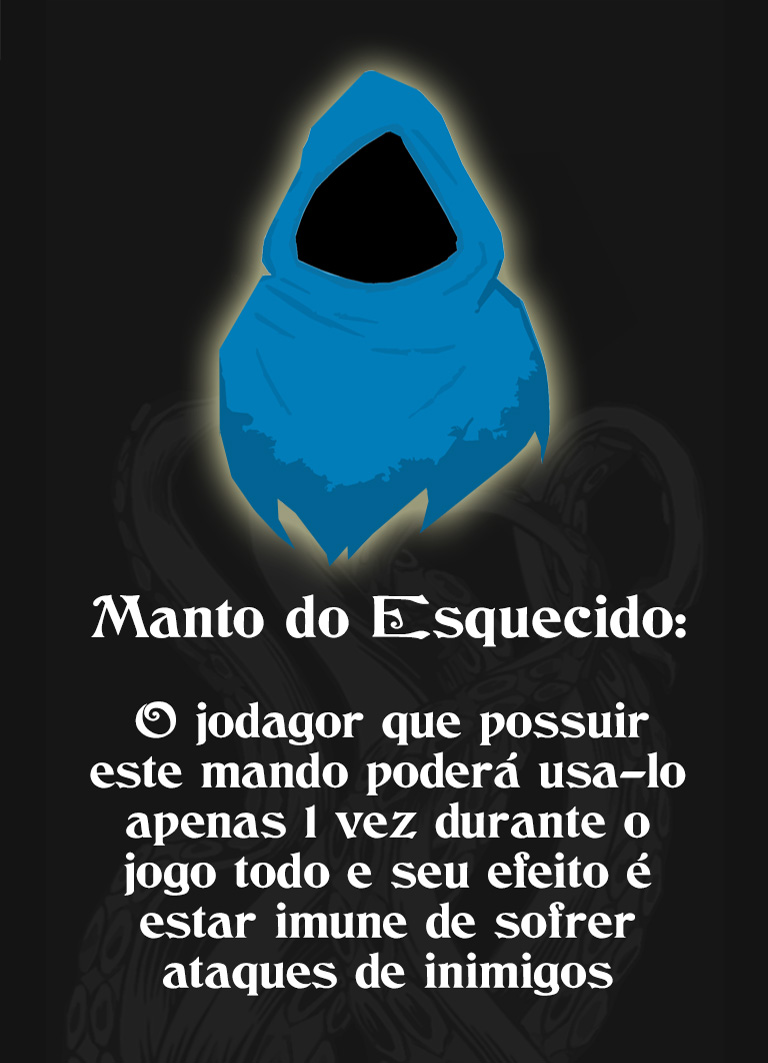 Manto do Esquecido:
O jodagor que possuir
este mando poderá usa-lo
apenas 1 vez durante o
jogo todo e seu efeito é
estar imune de sofrer
ataques de inimigos